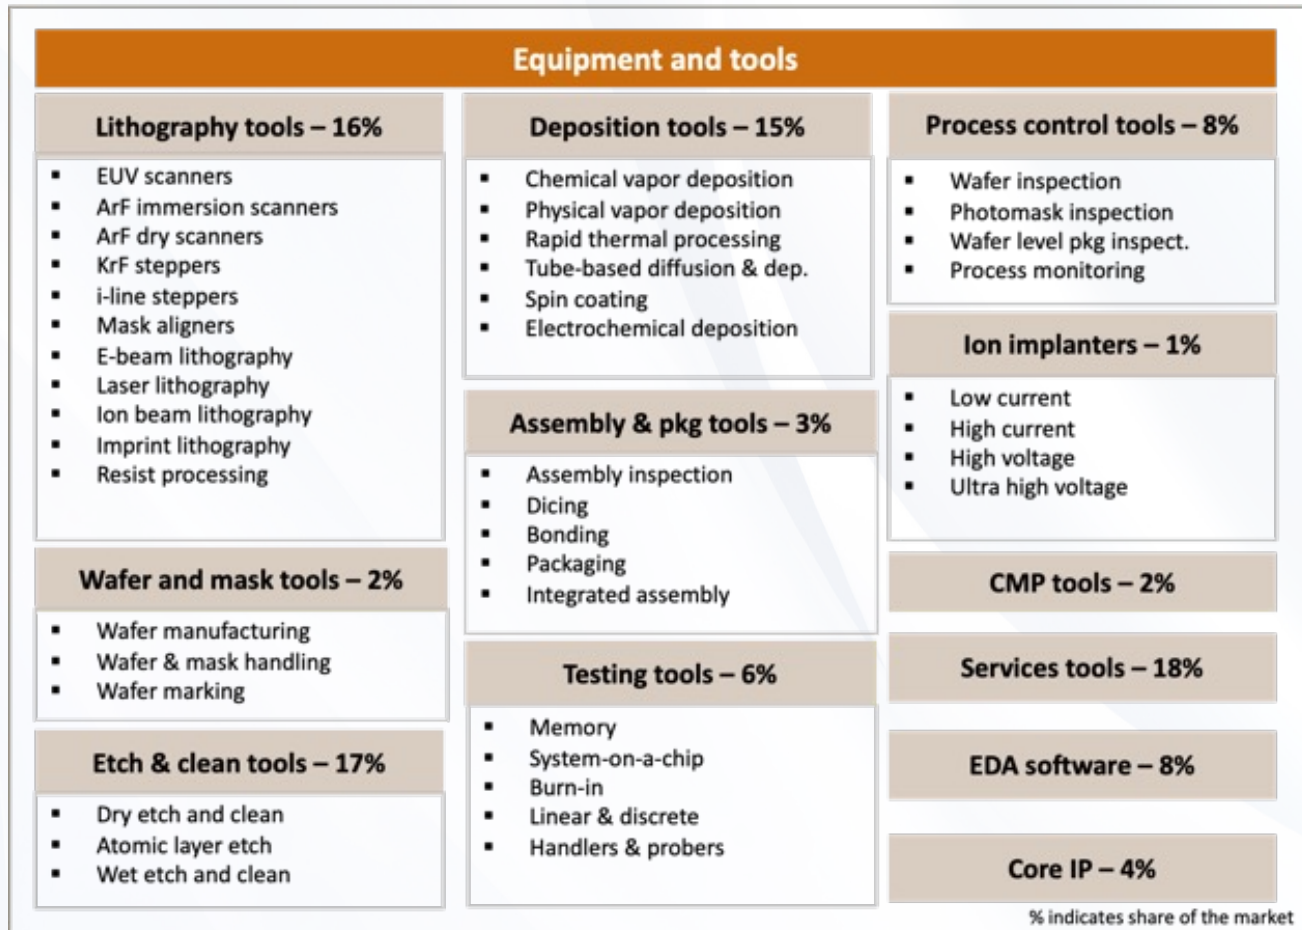 Equipment and tools
Lithography tools – 16%
▪ EUV scanners
▪ ArF immersion scanners
▪ ArF dry scanners
▪ KrF steppers
▪ i-line steppers
▪ Mask aligners
▪ E-beam lithography
▪ Laser lithography
▪ Ion beam lithography
▪ Imprint lithography
▪ Resist processing
Wafer and mask tools – 2%
▪ Wafer manufacturing
▪ Wafer & mask handling
▪ Wafer marking
Etch & clean tools – 17%
▪ Dry etch and clean
▪ Atomic layer etch
▪ Wet etch and clean
Deposition tools – 15%
▪ Chemical vapor deposition
▪ Physical vapor deposition
▪ Rapid thermal processing
▪ Tube-based diffusion & dep.
▪ Spin coating
▪ Electrochemical deposition
Assembly & pkg tools – 3%
▪ Assembly inspection
▪ Dicing
▪ Bonding
▪ Packaging
▪ Integrated assembly
Testing tools – 6%
▪ Memory
▪ System-on-a-chip
▪ Burn-in
▪ Linear & discrete
▪ Handlers & probers
Process control tools – 8%
▪ Wafer inspection
▪ Photomask inspection
▪ Wafer level pkg inspect.
▪ Process monitoring
Ion implanters – 1%
▪ Low current
▪ High current
▪ High voltage
▪ Ultra high voltage
CMP tools – 2%
Services tools – 18%
EDA software – 8%
Core IP – 4%
% indicates share of the market